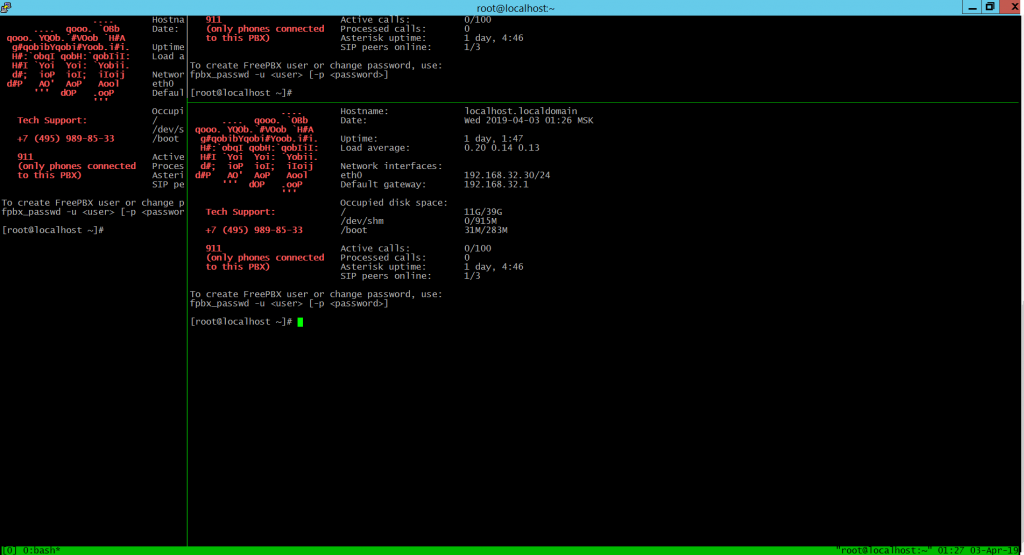 root@localhost:~
.... Hostna
.... qooo. `OBb Date:
qooo. YQOb. `#VOob `H#A
g#qobibYqobi#Yoob.i#i. Uptime
H#:`obqI qobH:`qobIiI: Load a
H#I `Yoi Yoi: `Yobii.
d#; ioP ioI; iIoij Networ
d#P AO' AoP Aool eth0
''' dOP .ooP Defaul
'''
Occupi
Tech Support: /
/dev/s
+7 (495) 989-85-33 /boot
911 Active
(only phones connected Proces
to this PBX) Asteri
SIP pe
To create FreePBX user or change p
fpbx_passwd -u <user> [-p <passwor
[root@localhost ~]#
Active calls: 0/100
911 Processed calls: 0
(only phones connected Asterisk uptime: 1 day, 4:46
to this PBX) SIP peers online: 1/3
To create FreePBX user or change password, use:
fpbx_passwd -u <user> [-p <password>]
[root@localhost ~]#
.... Hostname: localhost.localdomain
.... qooo. `OBb Date: Wed 2019-04-03 01:26 MSK
qooo. YQOb. `#VOob `H#A
g#qobibYqobi#Yoob.i#i. Uptime: 1 day, 1:47
H#:`obqI qobH:`qobIiI: Load average: 0.20 0.14 0.13
H#I `Yoi Yoi: `Yobii.
d#; ioP ioI; iIoij Network interfaces:
d#P AO' AoP Aool eth0 192.168.32.30/24
''' dOP .ooP Default gateway: 192.168.32.1
'''
Occupied disk space:
Tech Support: / 11G/39G
/dev/shm 0/915M
+7 (495) 989-85-33 /boot 31M/283M
911 Active calls: 0/100
(only phones connected Processed calls: 0
to this PBX) Asterisk uptime: 1 day, 4:46
SIP peers online: 1/3
To create FreePBX user or change password, use:
fpbx_passwd -u <user> [-p <password>]
[root@localhost ~]#
[0] 0:bash* "root@localhost:~" 01:27 03-Apr-19